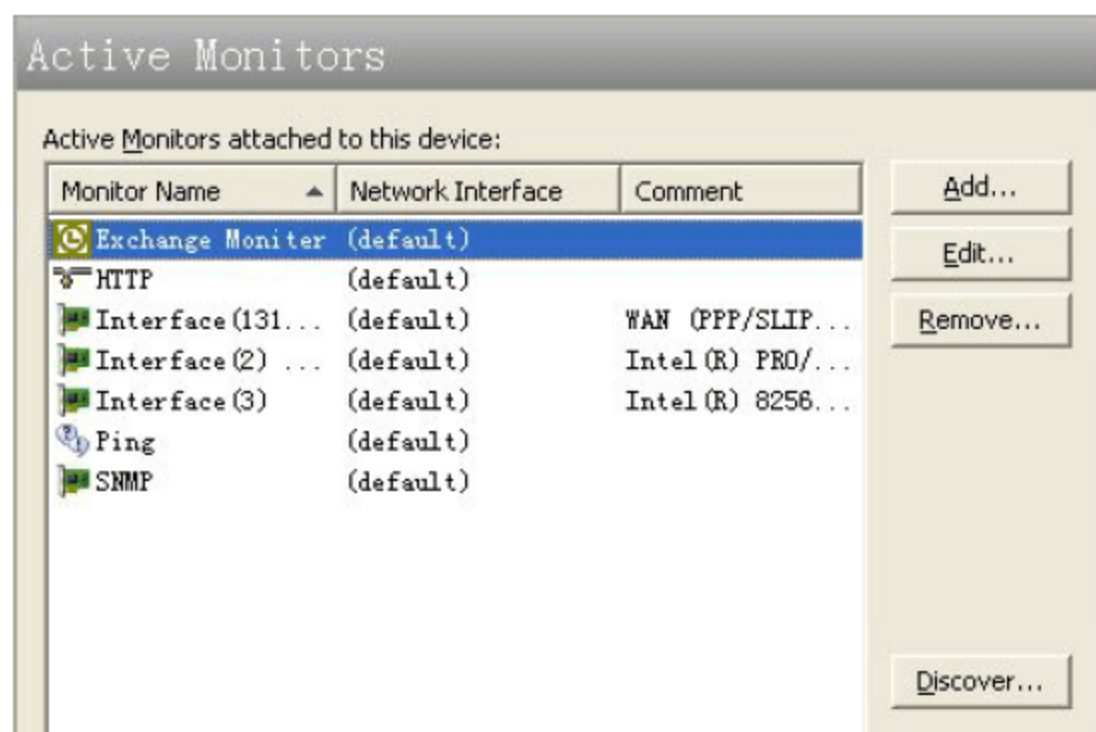 Active Monitors
Active Monitors attached to this device:
Monitor Name Network Interface Comment
Exchange Moniter (default)
HTTP (default)
Interface(131... (default) WAN (PPP/SLIP...
Interface(2) ... (default) Intel(R) PRO/...
Interface(3) (default) Intel(R) 8256...
Ping (default)
SNMP (default)
Add...
Edit...
Remove...
Discover...